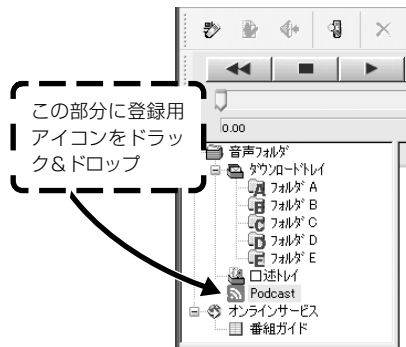 この部分に登録用
アイコンをドラッ
ク&ドロップ
0.00
音声フォルダ
ダウンロードトレイ
フォルダ A
フォルダ B
フォルダ C
フォルダ D
フォルダ E
口述トレイ
Podcast
オンラインサービス
番組ガイド